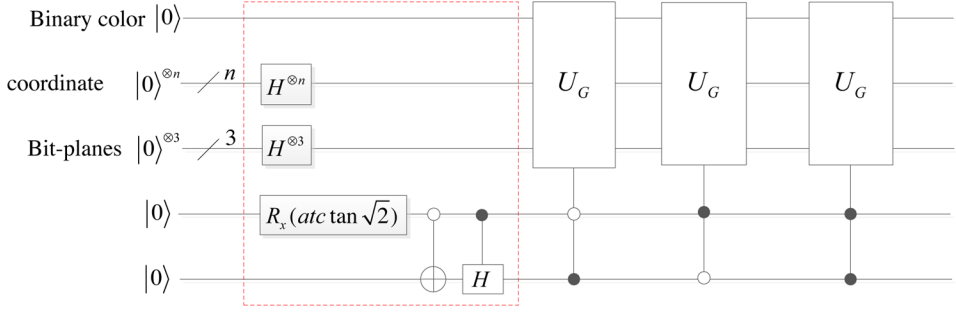 Binary color |0⟩
coordinate |0⟩^{⊗n} n H^{⊗n} U_G U_G U_G
Bit-planes |0⟩^{⊗3} 3 H^{⊗3}
|0⟩ R_x(atc tan √2)
|0⟩ H